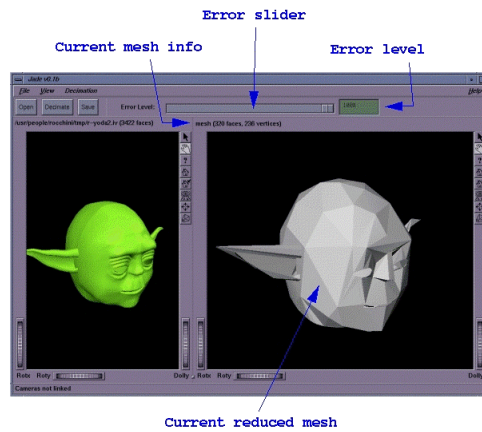 Error slider
Current mesh info
Error level
Jade v0.1b
File View Decimation Help
Open Decimate Save Error Level:
/usr/people/rocchini/tmp/r-yoda2.iv (3422 faces) mesh (320 faces, 238 vertices)
Rotx Roty Dolly Rotx Roty Dolly
Cameras not linked
Current reduced mesh